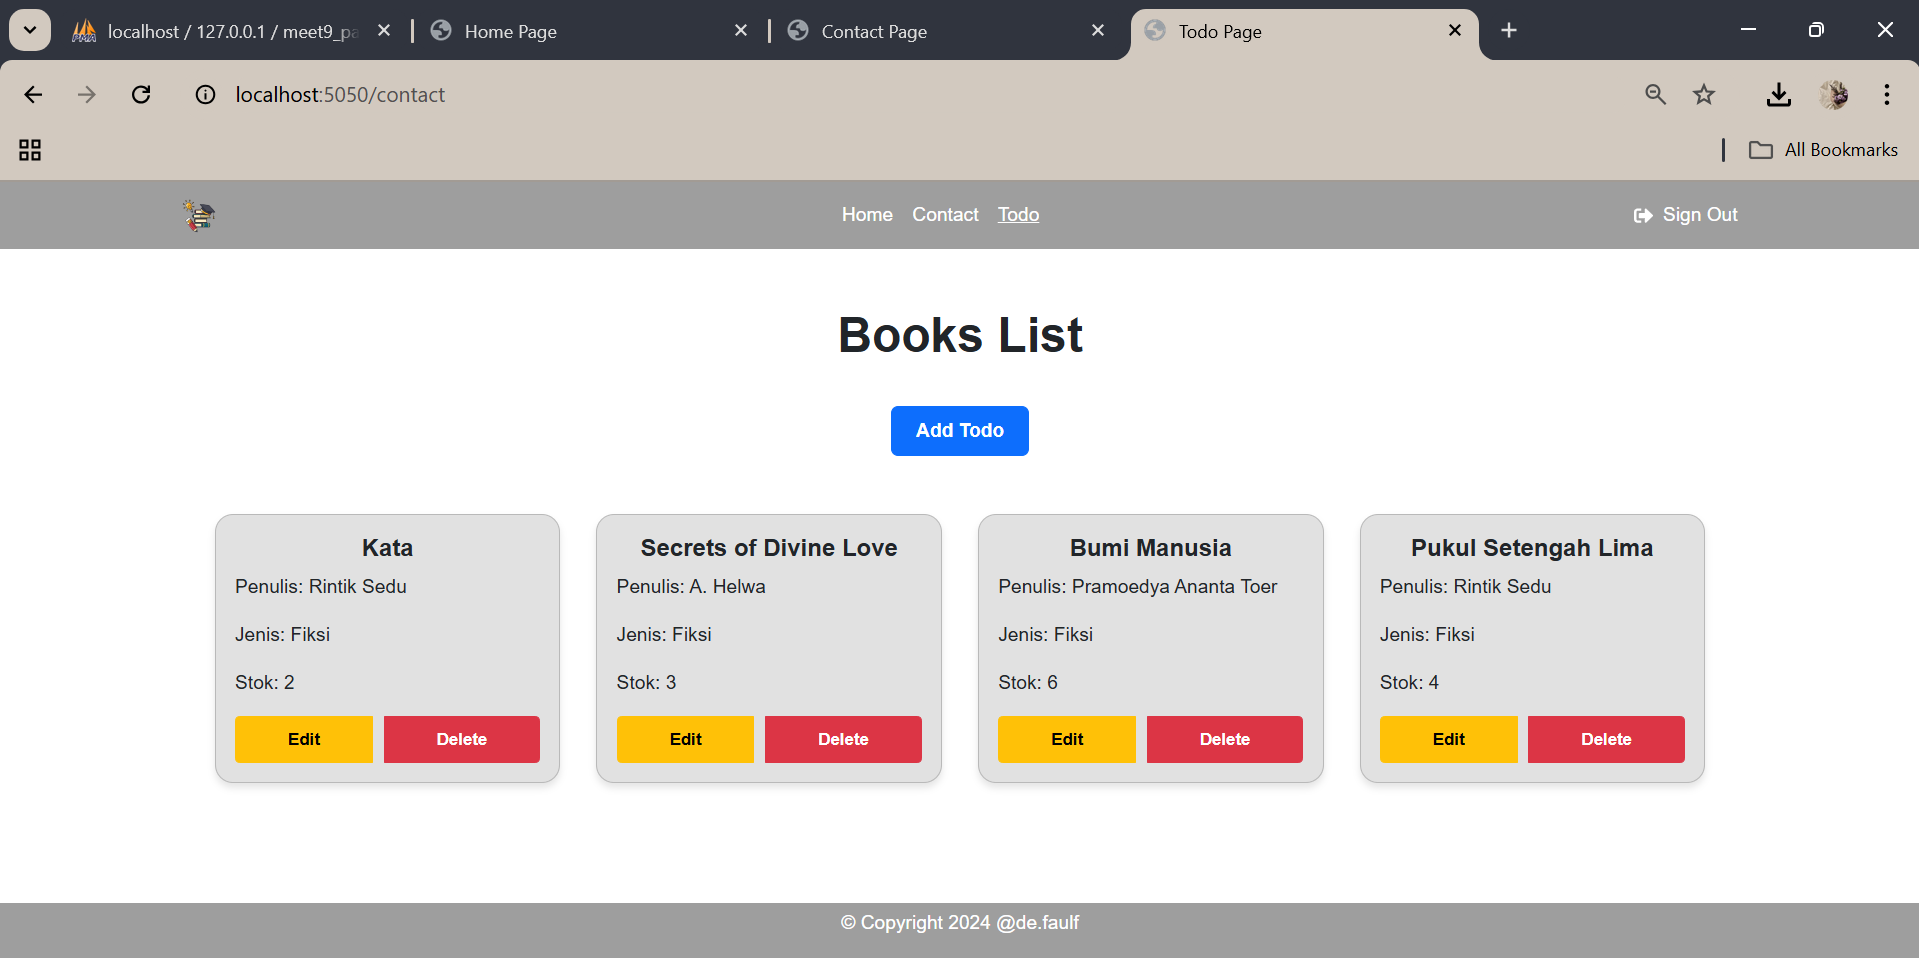 localhost / 127.0.0.1 / meet9_pa
Home Page
Contact Page
Todo Page
localhost:5050/contact
All Bookmarks
Home Contact Todo
Sign Out
Books List
Add Todo
Kata
Penulis: Rintik Sedu
Jenis: Fiksi
Stok: 2
Edit Delete
Secrets of Divine Love
Penulis: A. Helwa
Jenis: Fiksi
Stok: 3
Edit Delete
Bumi Manusia
Penulis: Pramoedya Ananta Toer
Jenis: Fiksi
Stok: 6
Edit Delete
Pukul Setengah Lima
Penulis: Rintik Sedu
Jenis: Fiksi
Stok: 4
Edit Delete
© Copyright 2024 @de.faulf